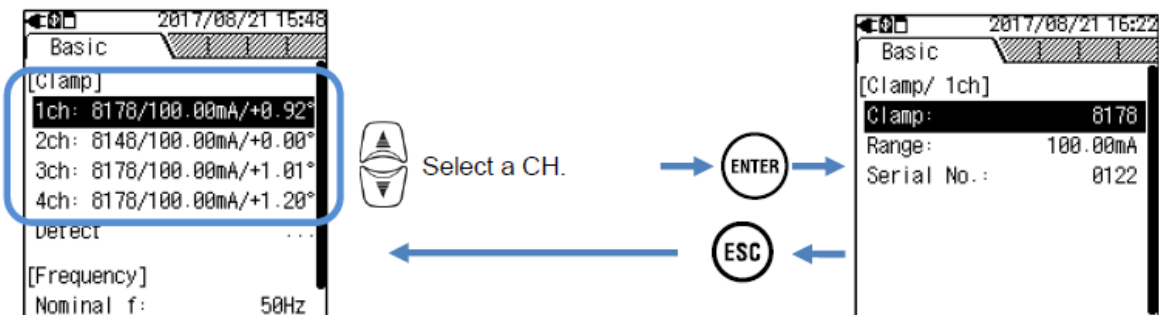 2017/08/21 15:48
Basic
[Clamp]
1ch: 8178/100.00mA/+0.92°
2ch: 8148/100.00mA/+0.00°
3ch: 8178/100.00mA/+1.01°
4ch: 8178/100.00mA/+1.20°
Detect ...
[Frequency]
Nominal f: 50Hz
Select a CH.
ENTER
ESC
2017/08/21 16:22
Basic
[Clamp/ 1ch]
Clamp: 8178
Range: 100.00mA
Serial No.: 0122